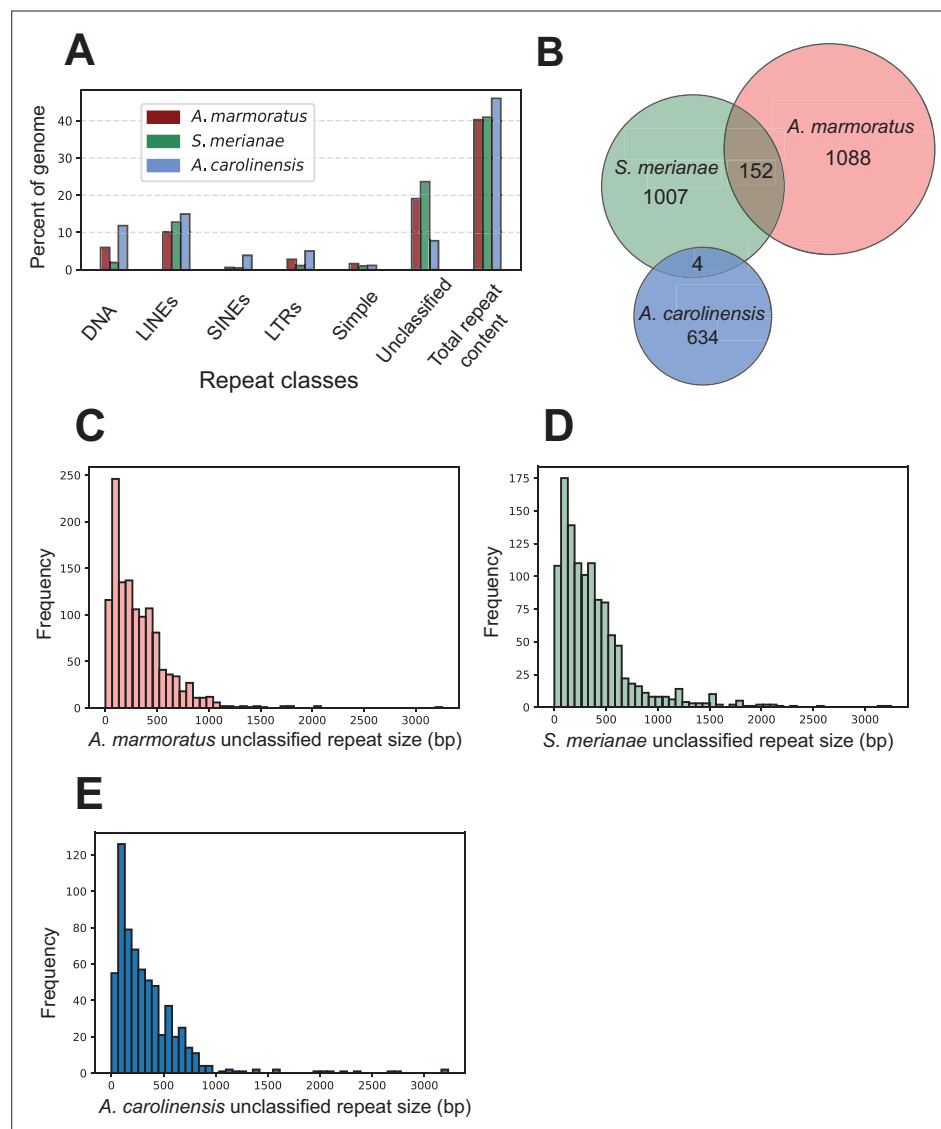 A
Percent of genome
40
30
20
10
0
A. marmoratus
S. merianae
A. carolinensis
DNA
LINEs
SINEs
LTRs
Simple
Unclassified
Total repeat
content
Repeat classes
B
A. marmoratus
1088
S. merianae
1007
152
4
A. carolinensis
634
C
Frequency
250
200
150
100
50
0
0 500 1000 1500 2000 2500 3000
A. marmoratus unclassified repeat size (bp)
D
Frequency
175
150
125
100
75
50
25
0
0 500 1000 1500 2000 2500 3000
S. merianae unclassified repeat size (bp)
E
Frequency
120
100
80
60
40
20
0
0 500 1000 1500 2000 2500 3000
A. carolinensis unclassified repeat size (bp)